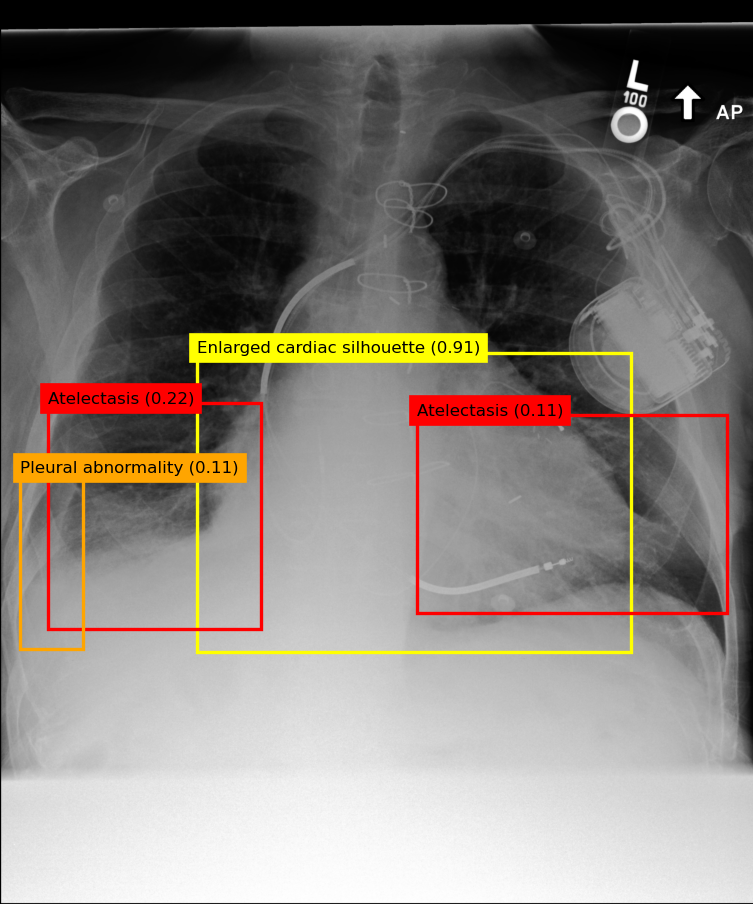 L
100
AP
Enlarged cardiac silhouette (0.91)
Atelectasis (0.22)
Atelectasis (0.11)
Pleural abnormality (0.11)